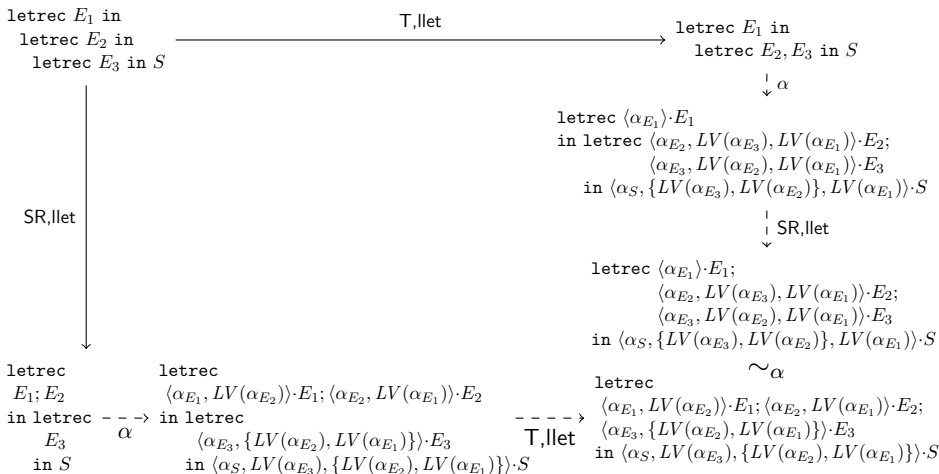 letrec E₁ in
letrec E₂ in
letrec E₃ in S
T,llet
letrec E₁ in
letrec E₂, E₃ in S
α
letrec ⟨α_{E₁}⟩·E₁
in letrec ⟨α_{E₂}, LV(α_{E₃}), LV(α_{E₁})⟩·E₂;
⟨α_{E₃}, LV(α_{E₂}), LV(α_{E₁})⟩·E₃
in ⟨α_S, {LV(α_{E₃}), LV(α_{E₂})}, LV(α_{E₁})⟩·S
SR,llet
SR,llet
letrec ⟨α_{E₁}⟩·E₁;
⟨α_{E₂}, LV(α_{E₃}), LV(α_{E₁})⟩·E₂;
⟨α_{E₃}, LV(α_{E₂}), LV(α_{E₁})⟩·E₃
in ⟨α_S, {LV(α_{E₃}), LV(α_{E₂})}, LV(α_{E₁})⟩·S
∼_α
letrec
E₁; E₂
in letrec
E₃
in S
α
letrec
⟨α_{E₁}, LV(α_{E₂})⟩·E₁; ⟨α_{E₂}, LV(α_{E₁})⟩·E₂
in letrec
⟨α_{E₃}, {LV(α_{E₂}), LV(α_{E₁})}⟩·E₃
in ⟨α_S, LV(α_{E₃}), {LV(α_{E₂}), LV(α_{E₁})}⟩·S
T,llet
letrec
⟨α_{E₁}, LV(α_{E₂})⟩·E₁; ⟨α_{E₂}, LV(α_{E₁})⟩·E₂;
⟨α_{E₃}, {LV(α_{E₂}), LV(α_{E₁})}⟩·E₃
in ⟨α_S, LV(α_{E₃}), {LV(α_{E₂}), LV(α_{E₁})}⟩·S